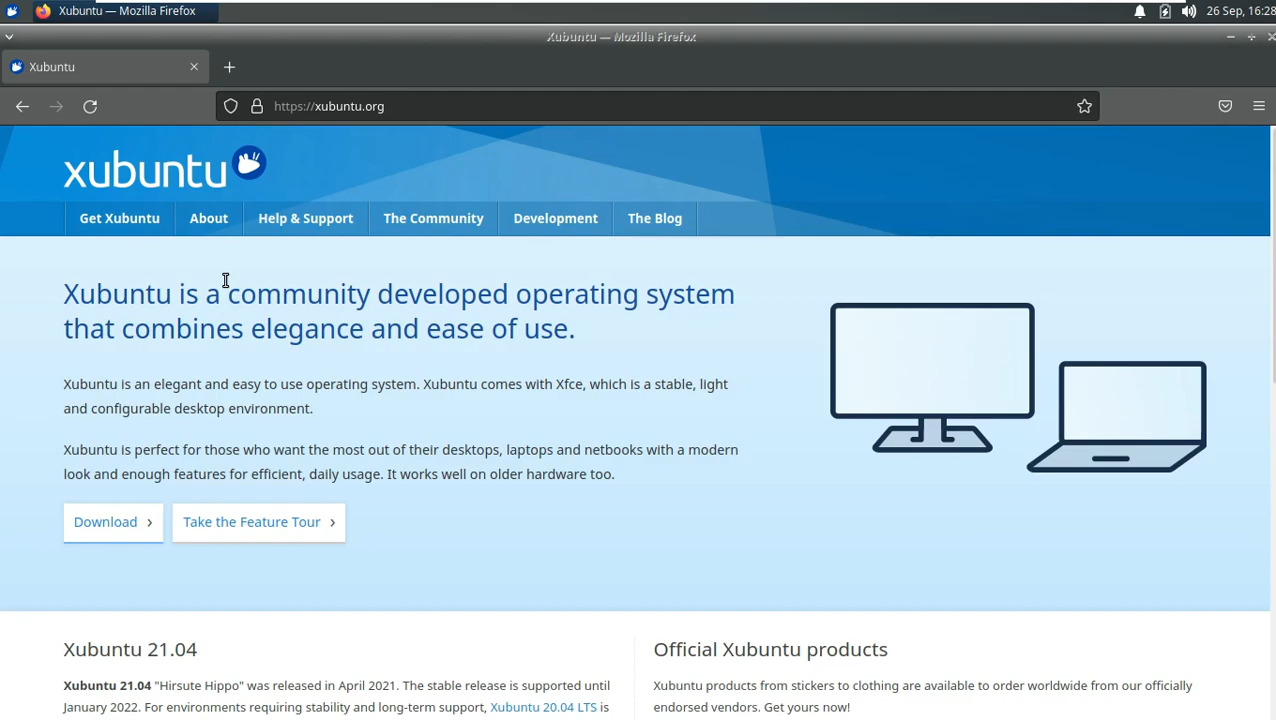 Xubuntu — Mozilla Firefox
26 Sep, 16:28
Xubuntu — Mozilla Firefox
Xubuntu
https://xubuntu.org
xubuntu
Get Xubuntu
About
Help & Support
The Community
Development
The Blog
Xubuntu is a community developed operating system
that combines elegance and ease of use.
Xubuntu is an elegant and easy to use operating system. Xubuntu comes with Xfce, which is a stable, light
and configurable desktop environment.
Xubuntu is perfect for those who want the most out of their desktops, laptops and netbooks with a modern
look and enough features for efficient, daily usage. It works well on older hardware too.
Download ›
Take the Feature Tour ›
Xubuntu 21.04
Xubuntu 21.04 "Hirsute Hippo" was released in April 2021. The stable release is supported until
January 2022. For environments requiring stability and long-term support, Xubuntu 20.04 LTS is
Official Xubuntu products
Xubuntu products from stickers to clothing are available to order worldwide from our officially
endorsed vendors. Get yours now!